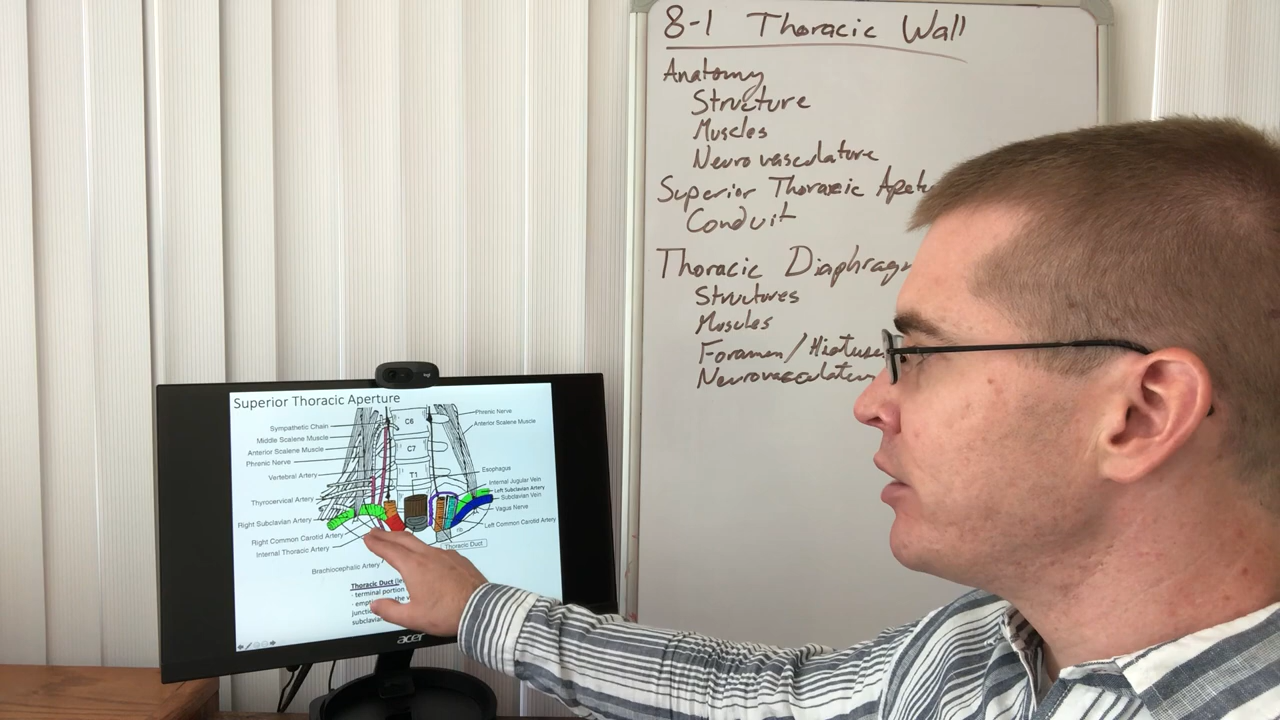 8-1 Thoracic Wall
Anatomy
Structure
Muscles
Neurovasculature
Superior Thoracic
Conduit
Thoracic
Structures
Muscles
Foramen/
Superior Thoracic Aperture
Sympathetic Chain
Middle Scalene Muscle
Anterior Scalene Muscle
Phrenic Nerve
Vertebral Artery
Thyrocervical Artery
Right Subclavian Artery
Right Common Carotid Artery
Internal Thoracic Artery
Brachiocephalic Artery
C6
C7
T1
Phrenic Nerve
Anterior Scalene Muscle
Esophagus
Internal Jugular Vein
Left Subclavian Artery
Subclavian Vein
Vagus Nerve
Left Common Carotid Artery
rib
Thoracic Duct
Thoracic Duct
- terminal portion
acer